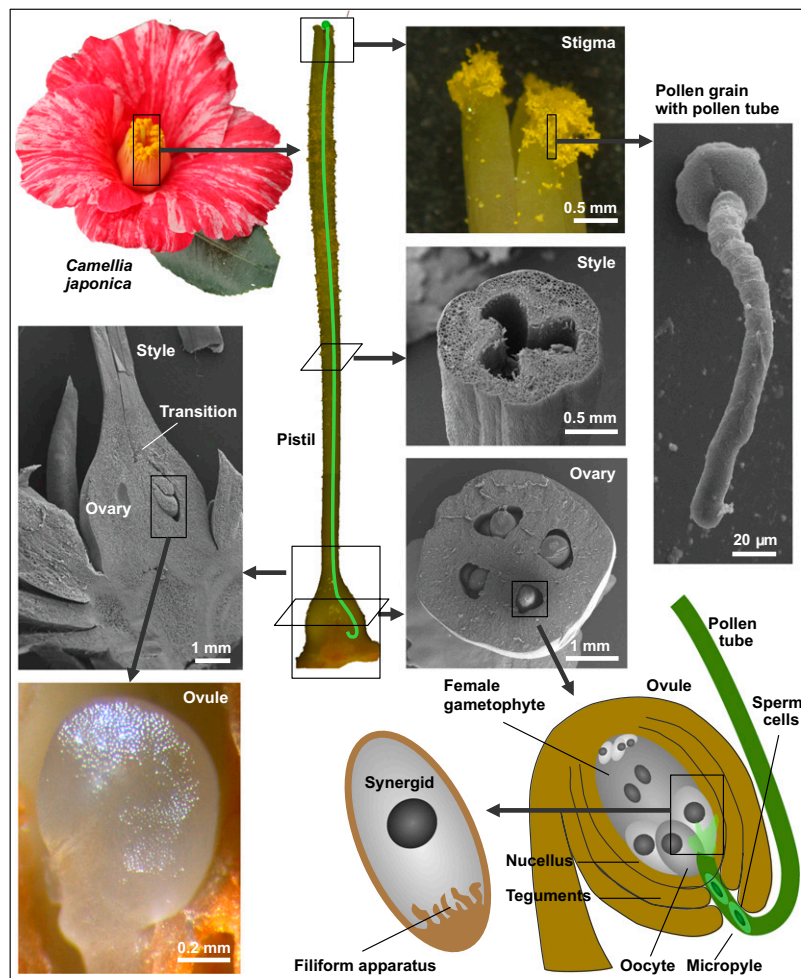 Stigma
0.5 mm
Pollen grain
with pollen tube
20 µm
Camellia
japonica
Style
0.5 mm
Style
Transition
Ovary
1 mm
Pistil
Ovary
1 mm
Ovule
0.2 mm
Pollen
tube
Female
gametophyte
Ovule
Sperm
cells
Synergid
Nucellus
Teguments
Filiform apparatus
Oocyte
Micropyle